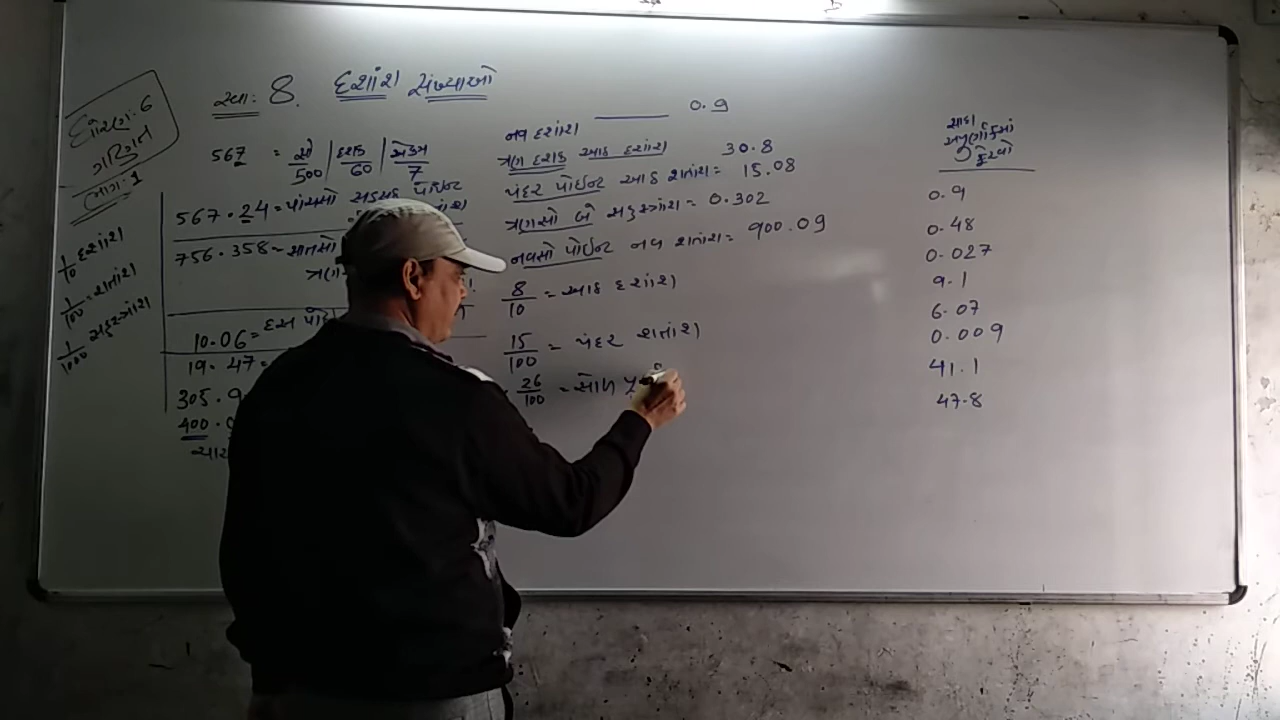 ધોરણ: 6
ગણિત
ભાગ: 1
1/10 દશાંશ
1/100 = શતાંશ
1/1000 સહસ્ત્રાંશ
8. દશાંશ સંખ્યાઓ
567 = સો/500 | દશક/60 | એકમ/7
567.24 = પાંચસો સડસઠ પોઈન્ટ
756.358 = સાતસો
10.06 = દસ
19.47 =
305.9
400.
નવ દશાંશ 0.9
ત્રણ દશક આઠ દશાંશ 30.8
પંદર પોઈન્ટ આઠ શતાંશ = 15.08
ત્રણસો બે સહસ્ત્રાંશ = 0.302
નવસો પોઈન્ટ નવ શતાંશ = 900.09
8/10 = આઠ દશાંશ
15/100 = પંદર શતાંશ
26/100 =
સાદા
અપૂર્ણાંકમાં
ફેરવો
0.9
0.48
0.027
9.1
6.07
0.009
41.1
47.8